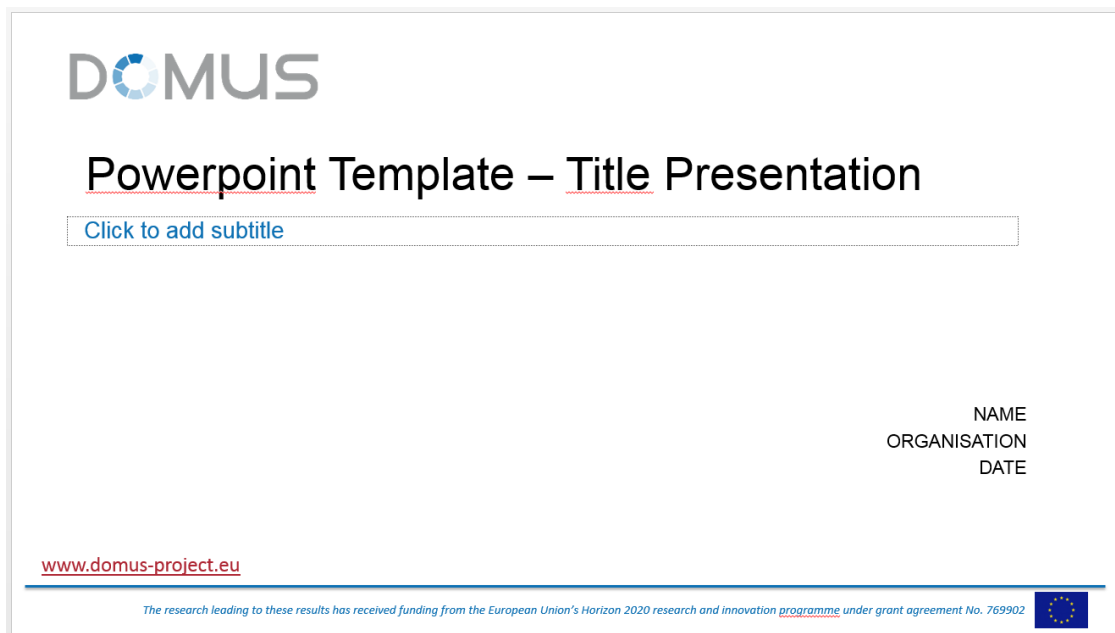 DOMUS
Powerpoint Template – Title Presentation
Click to add subtitle
NAME
ORGANISATION
DATE
www.domus-project.eu
The research leading to these results has received funding from the European Union's Horizon 2020 research and innovation programme under grant agreement No. 769902